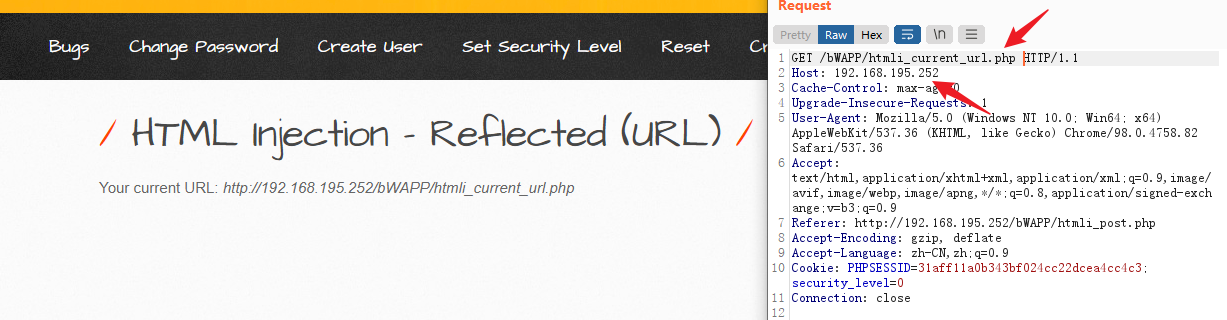 Bugs Change Password Create User Set Security Level Reset
/ HTML Injection - Reflected (URL) /
Your current URL: http://192.168.195.252/bWAPP/htmli_current_url.php
Request
Pretty Raw Hex \n
1 GET /bWAPP/htmli_current_url.php HTTP/1.1
2 Host: 192.168.195.252
3 Cache-Control:
4 Upgrade-Insecure-Requests: 1
5 User-Agent: Mozilla/5.0 (Windows NT 10.0; Win64; x64)
AppleWebKit/537.36 (KHTML, like Gecko) Chrome/98.0.4758.82
Safari/537.36
6 Accept:
text/html,application/xhtml+xml,application/xml;q=0.9,image/
avif,image/webp,image/apng,*/*;q=0.8,application/signed-exch
ange;v=b3;q=0.9
7 Referer: http://192.168.195.252/bWAPP/htmli_post.php
8 Accept-Encoding: gzip, deflate
9 Accept-Language: zh-CN,zh;q=0.9
10 Cookie: PHPSESSID=31aff11a0b343bf024cc22dcea4cc4c3;
security_level=0
11 Connection: close
12